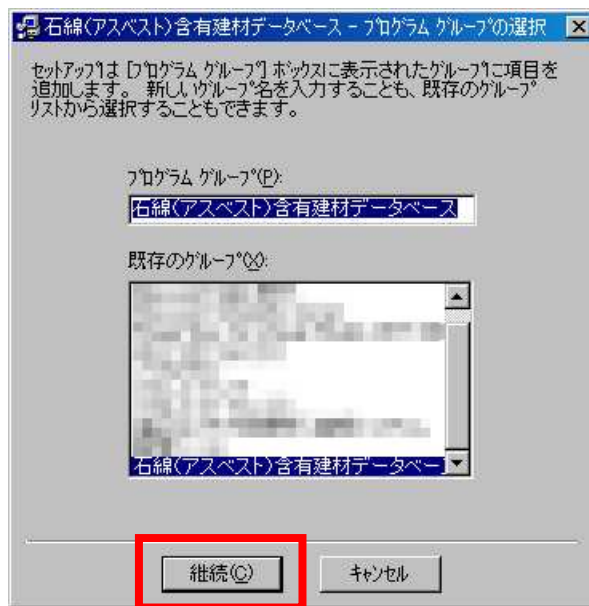 石綿(アスベスト)含有建材データベース - プログラム グループの選択
セットアップは [プログラム グループ] ボックスに表示されたグループに項目を
追加します。 新しいグループ名を入力することも、既存のグループ
リストから選択することもできます。
プログラム グループ(P):
石綿(アスベスト)含有建材データベース
既存のグループ(X):
石綿(アスベスト)含有建材データベー
継続(C)
キャンセル